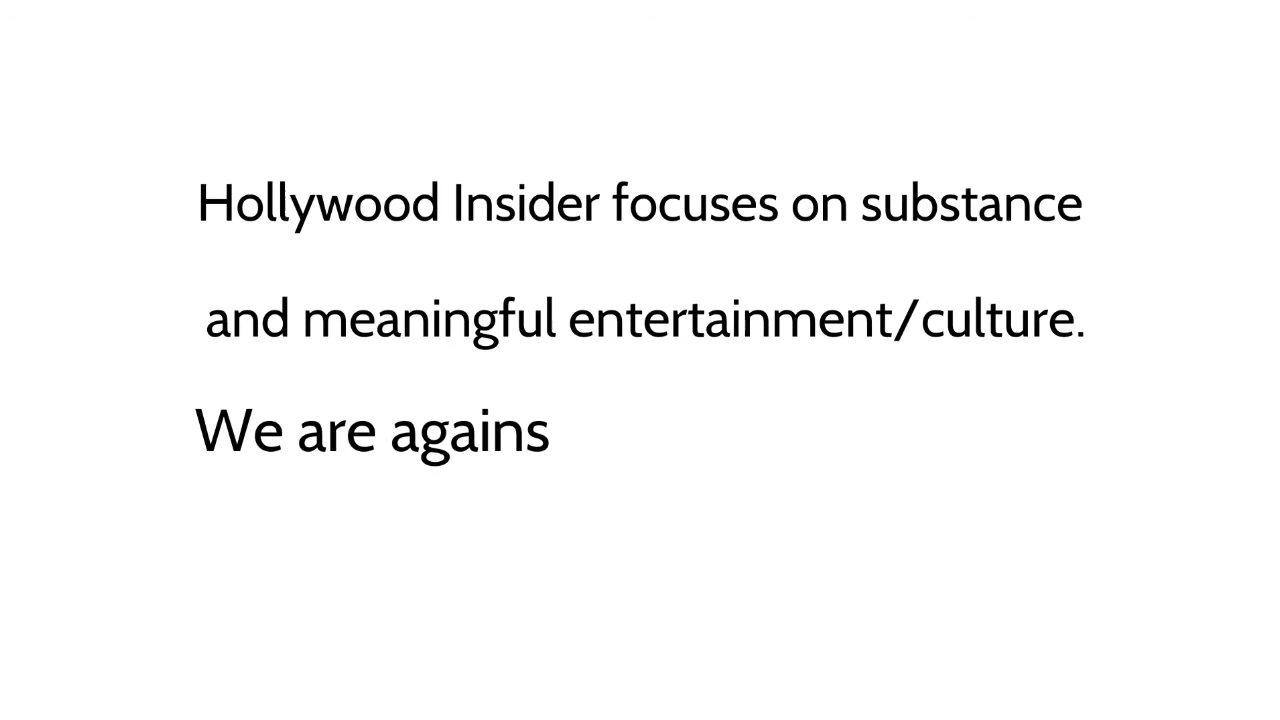 Hollywood Insider focuses on substance
and meaningful entertainment/culture.
We are agains